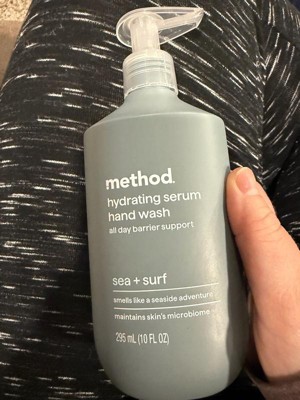 method.
hydrating serum
hand wash
all day barrier support
sea + surf
smells like a seaside adventure
maintains skin's microbiome
295 mL (10 FL OZ)